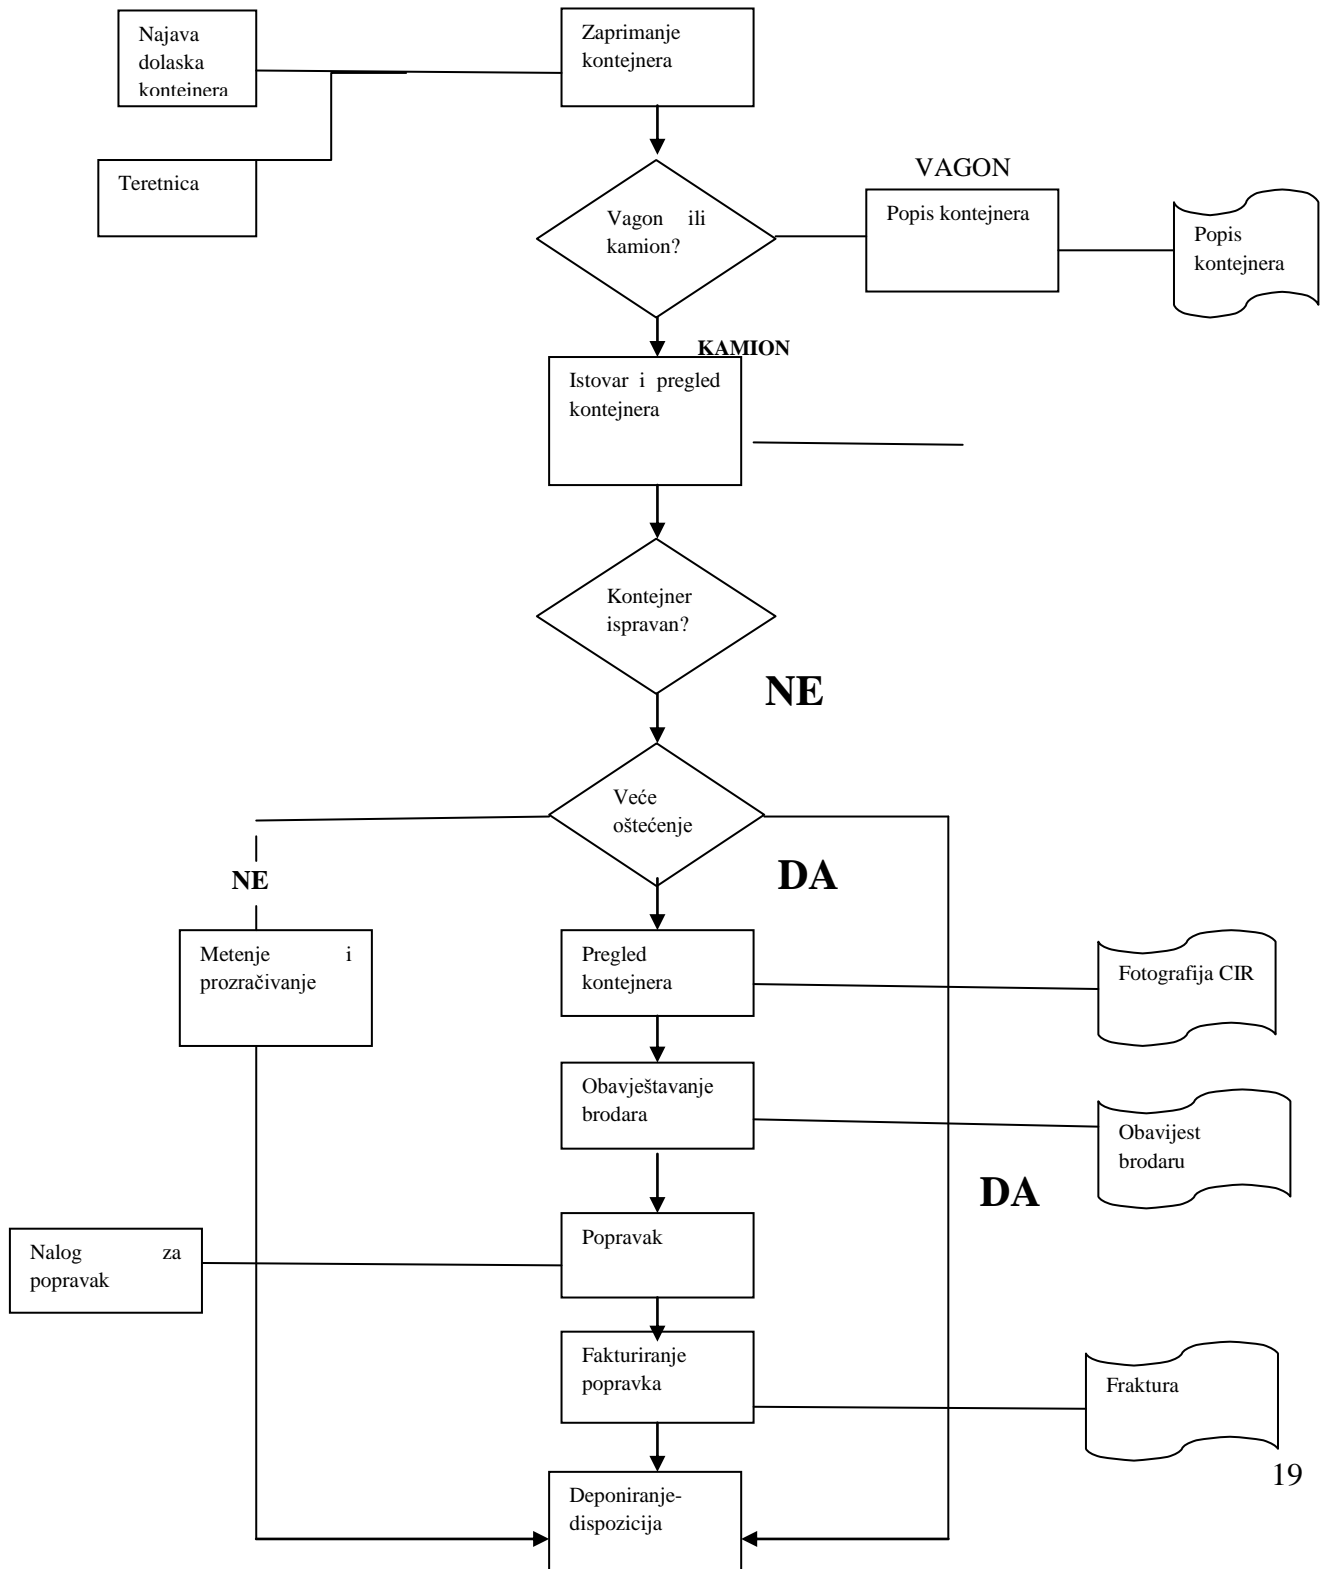 Najava
dolaska
kontejnera
Zaprimanje
kontejnera
Teretnica
Vagon ili
kamion?
VAGON
Popis kontejnera
Popis
kontejnera
KAMION
Istovar i pregled
kontejnera
Kontejner
ispravan?
NE
Veće
oštećenje
NE
DA
Metenje i
prozračivanje
Pregled
kontejnera
Fotografija CIR
Obavještavanje
brodara
Obavijest
brodaru
DA
Nalog za
popravak
Popravak
Fakturiranje
popravka
Fraktura
19
Deponiranje-
dispozicija